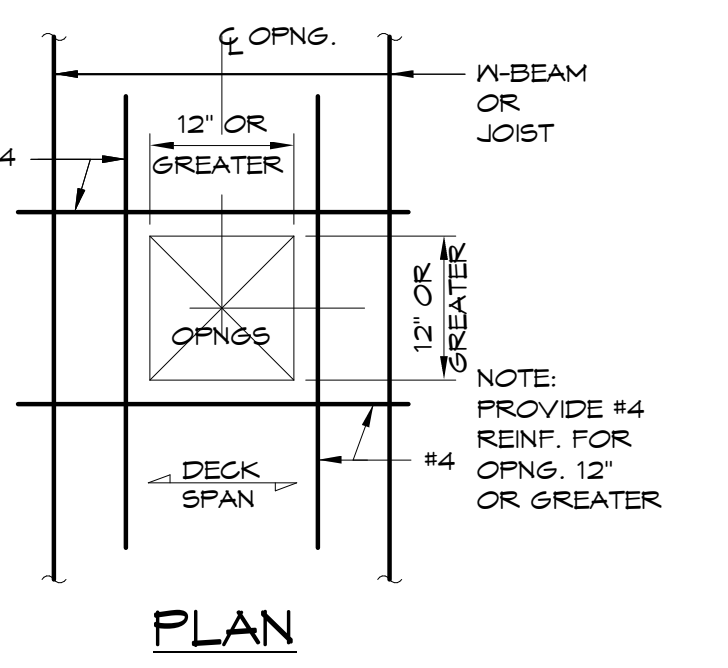 ℄ OPNG.
W-BEAM
OR
JOIST
12" OR
GREATER
4
12" OR
GREATER
OPNGS
NOTE:
PROVIDE #4
REINF. FOR
OPNG. 12"
OR GREATER
#4
DECK
SPAN
PLAN